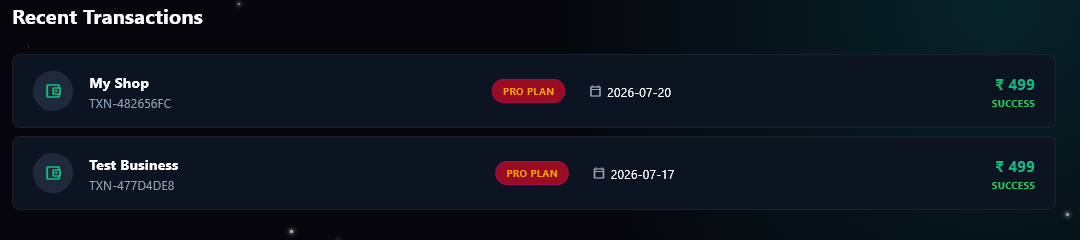 Recent Transactions
My Shop
TXN-482656FC
PRO PLAN
2026-07-20
₹ 499
SUCCESS
Test Business
TXN-477D4DE8
PRO PLAN
2026-07-17
₹ 499
SUCCESS